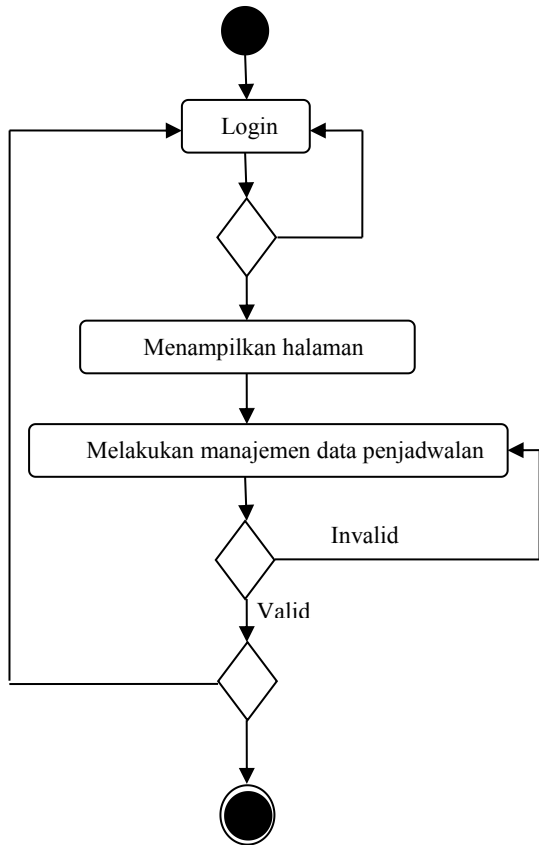 Login
Menampilkan halaman
Melakukan manajemen data penjadwalan
Invalid
Valid